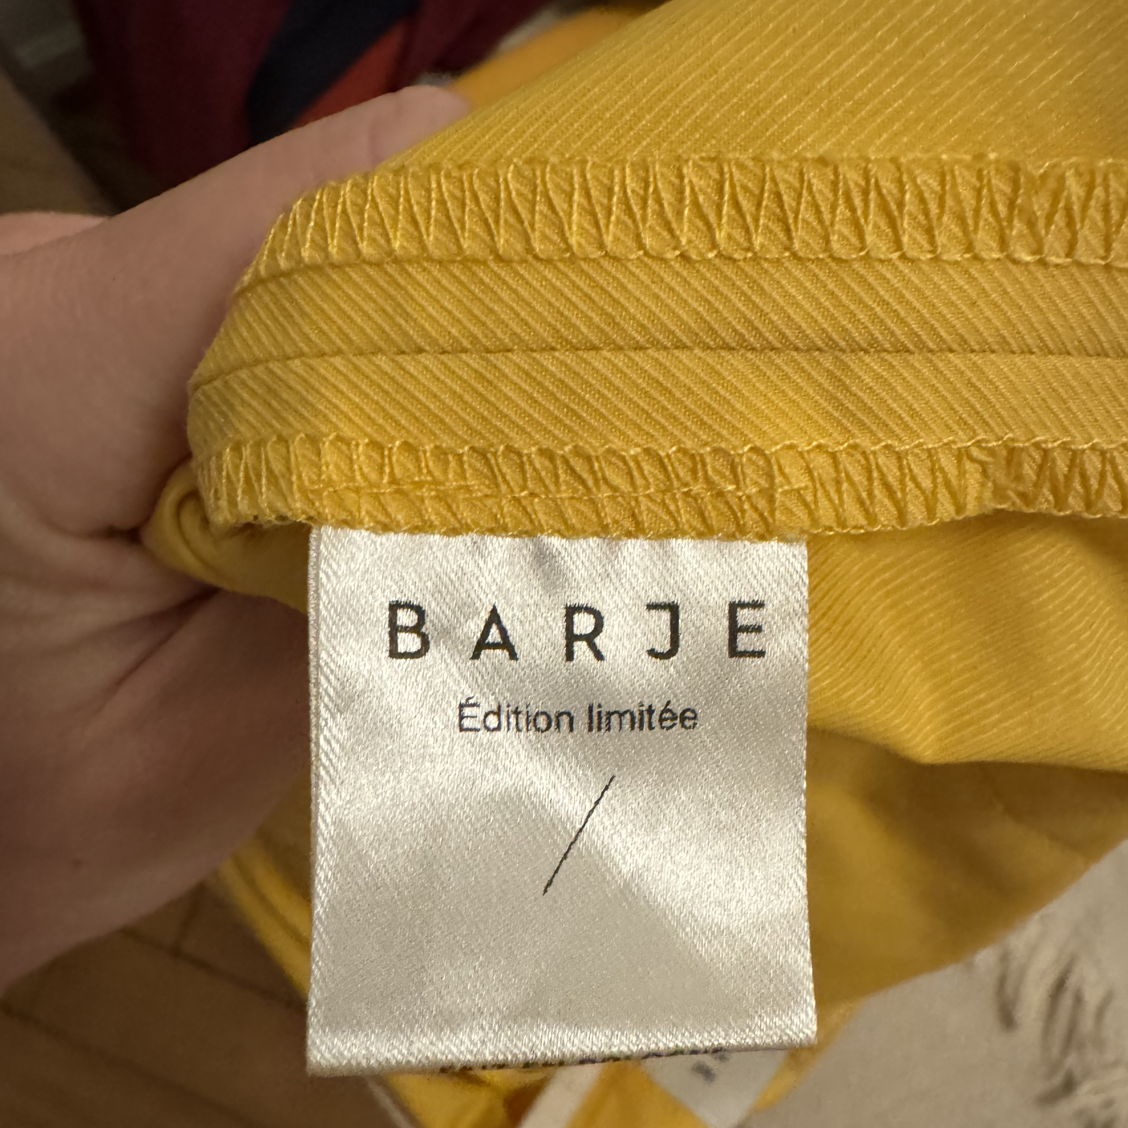 BARJE
Édition limitée
/